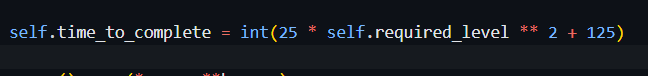 self.time_to_complete = int(25 * self.required_level ** 2 + 125)